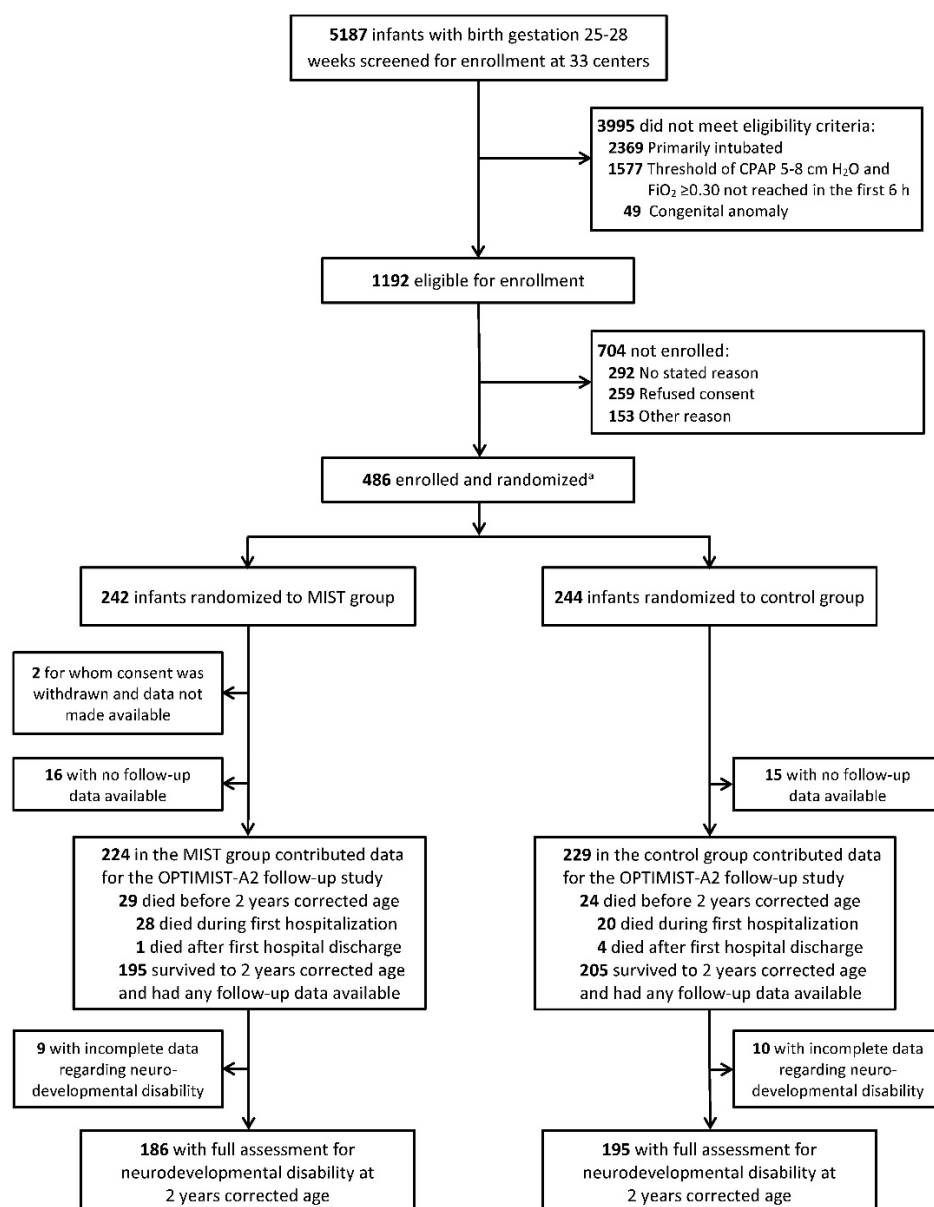 5187 infants with birth gestation 25-28
weeks screened for enrollment at 33 centers
3995 did not meet eligibility criteria:
2369 Primarily intubated
1577 Threshold of CPAP 5-8 cm H₂O and
FiO₂ ≥0.30 not reached in the first 6 h
49 Congenital anomaly
1192 eligible for enrollment
704 not enrolled:
292 No stated reason
259 Refused consent
153 Other reason
486 enrolled and randomizedᵃ
242 infants randomized to MIST group
244 infants randomized to control group
2 for whom consent was
withdrawn and data not
made available
16 with no follow-up
data available
15 with no follow-up
data available
224 in the MIST group contributed data
for the OPTIMIST-A2 follow-up study
29 died before 2 years corrected age
28 died during first hospitalization
1 died after first hospital discharge
195 survived to 2 years corrected age
and had any follow-up data available
229 in the control group contributed data
for the OPTIMIST-A2 follow-up study
24 died before 2 years corrected age
20 died during first hospitalization
4 died after first hospital discharge
205 survived to 2 years corrected age
and had any follow-up data available
9 with incomplete data
regarding neuro-
developmental disability
10 with incomplete data
regarding neuro-
developmental disability
186 with full assessment for
neurodevelopmental disability at
2 years corrected age
195 with full assessment for
neurodevelopmental disability at
2 years corrected age